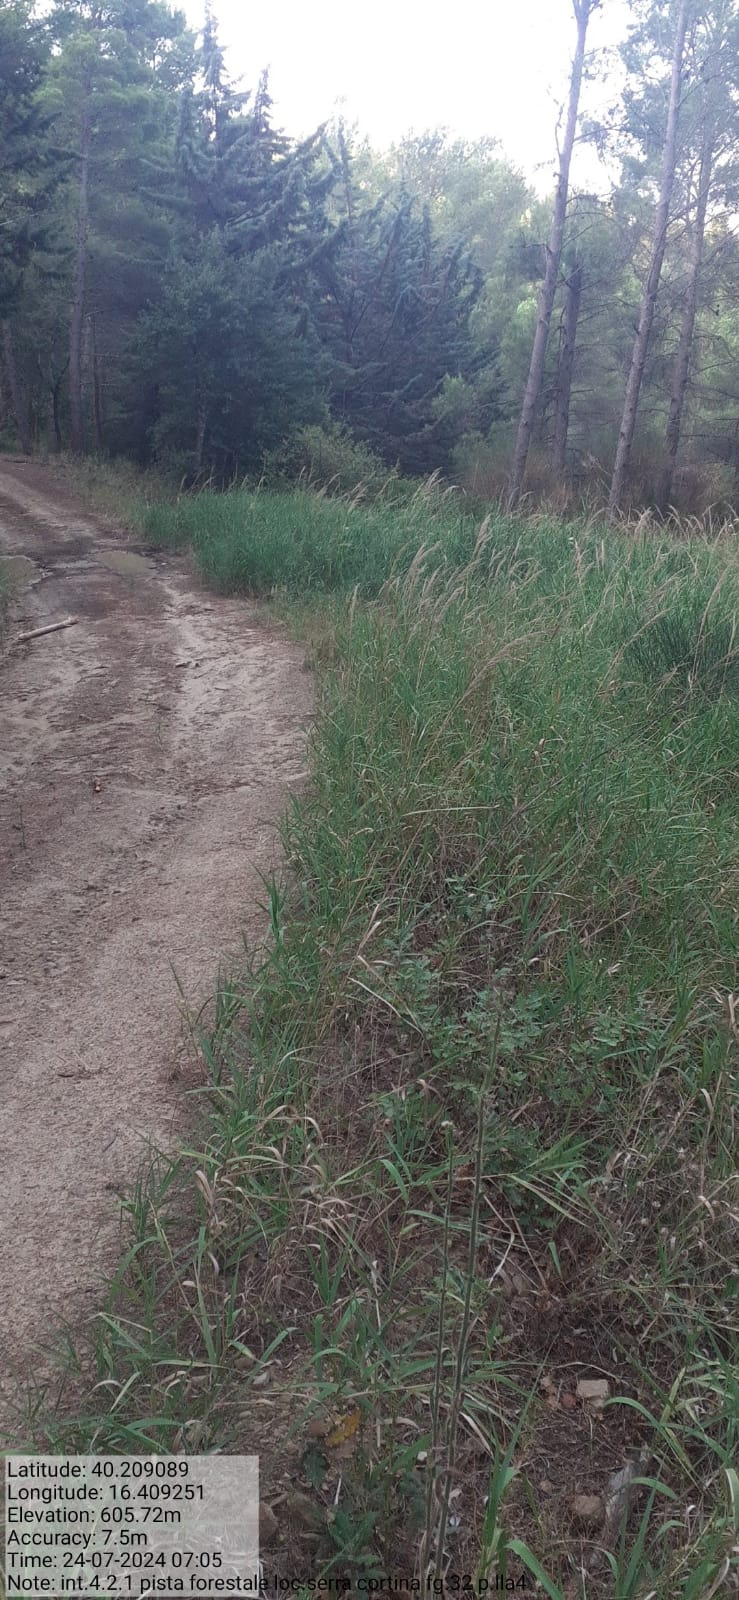 Latitude: 40.209089
Longitude: 16.409251
Elevation: 605.72m
Accuracy: 7.5m
Time: 24-07-2024 07:05
Note: int.4.2.1 pista forestale loc.serra cortina fg.32 p.lla4